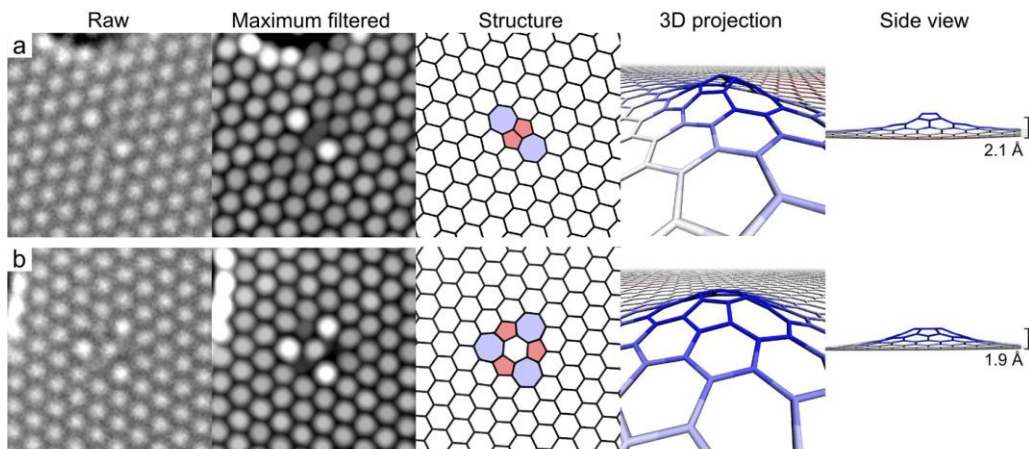 Raw Maximum filtered Structure 3D projection Side view
a
2.1 Å
b
1.9 Å